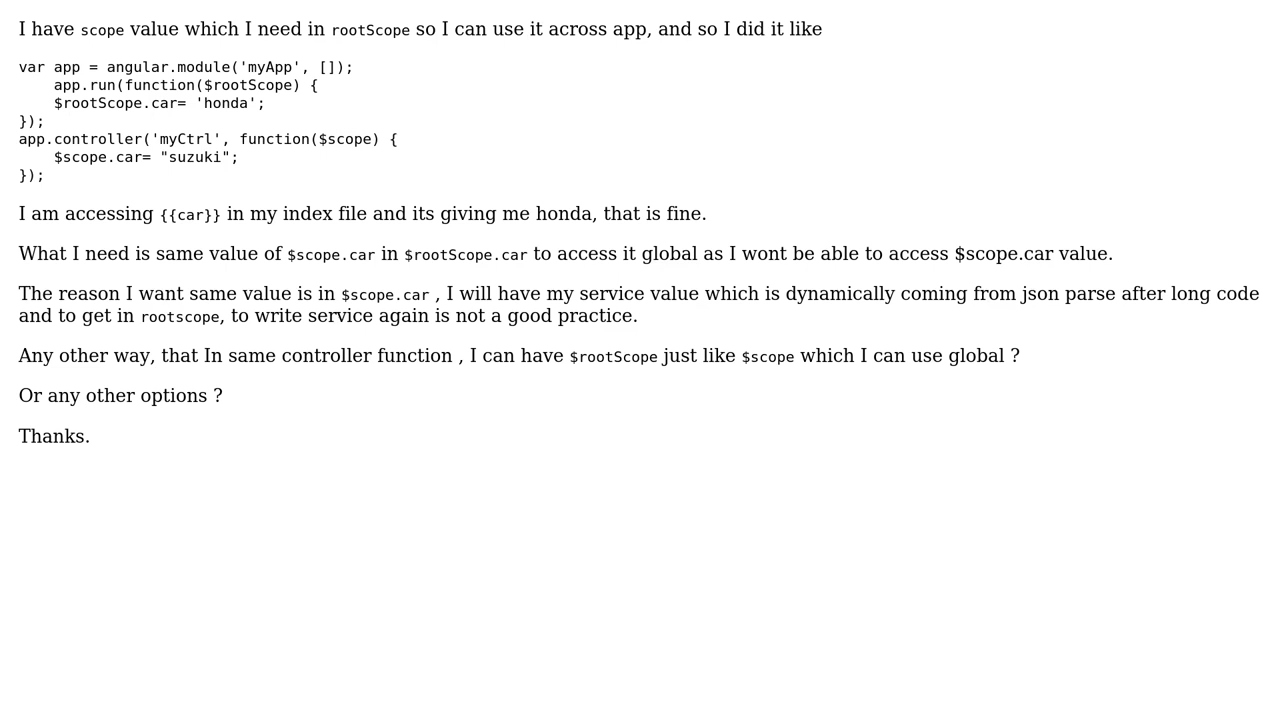 I have scope value which I need in rootScope so I can use it across app, and so I did it like
var app = angular.module('myApp', []);
    app.run(function($rootScope) {
    $rootScope.car= 'honda';
});
app.controller('myCtrl', function($scope) {
    $scope.car= "suzuki";
});
I am accessing {{car}} in my index file and its giving me honda, that is fine.
What I need is same value of $scope.car in $rootScope.car to access it global as I wont be able to access $scope.car value.
The reason I want same value is in $scope.car , I will have my service value which is dynamically coming from json parse after long code
and to get in rootscope, to write service again is not a good practice.
Any other way, that In same controller function , I can have $rootScope just like $scope which I can use global ?
Or any other options ?
Thanks.